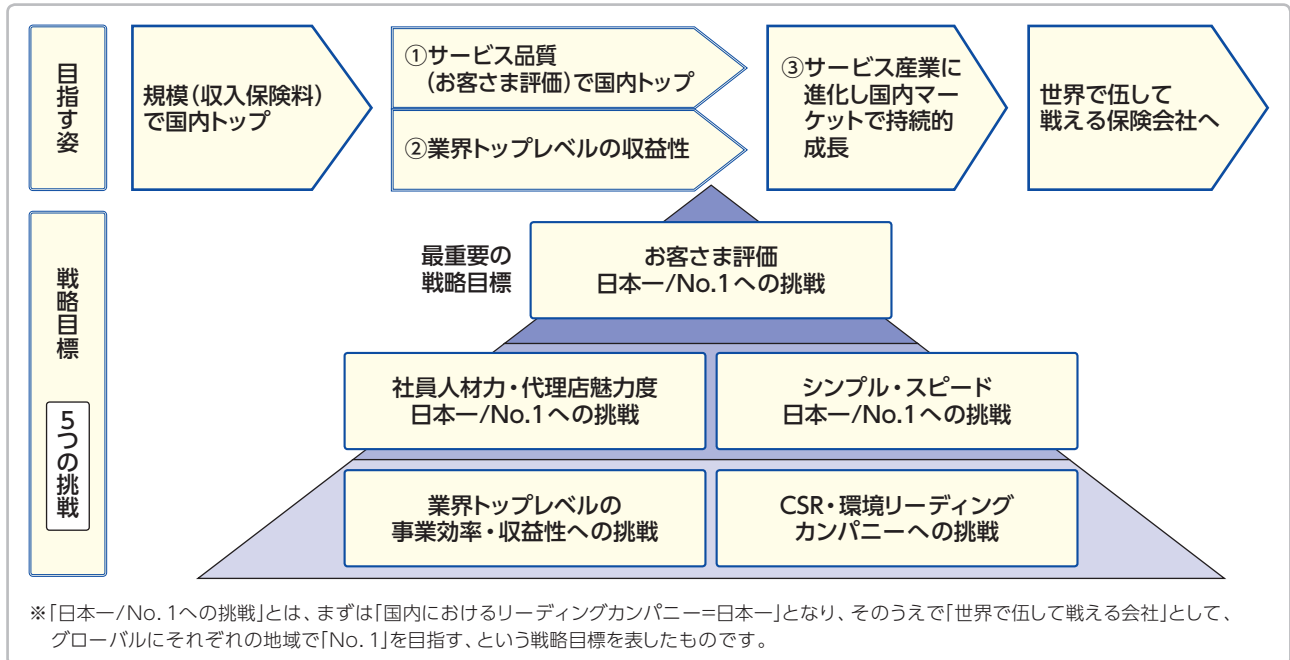 目指す姿
規模(収入保険料)
で国内トップ
①サービス品質
(お客さま評価)で国内トップ
②業界トップレベルの収益性
③サービス産業に
進化し国内マー
ケットで持続的
成長
世界で伍して
戦える保険会社へ
戦略目標
5つの挑戦
最重要の
戦略目標
お客さま評価
日本一/No.1への挑戦
社員人材力・代理店魅力度
日本一/No.1への挑戦
シンプル・スピード
日本一/No.1への挑戦
業界トップレベルの
事業効率・収益性への挑戦
CSR・環境リーディング
カンパニーへの挑戦
※「日本一/No.1への挑戦」とは、まずは「国内におけるリーディングカンパニー=日本一」となり、そのうえで「世界で伍して戦える会社」として、
グローバルにそれぞれの地域で「No.1」を目指す、という戦略目標を表したものです。